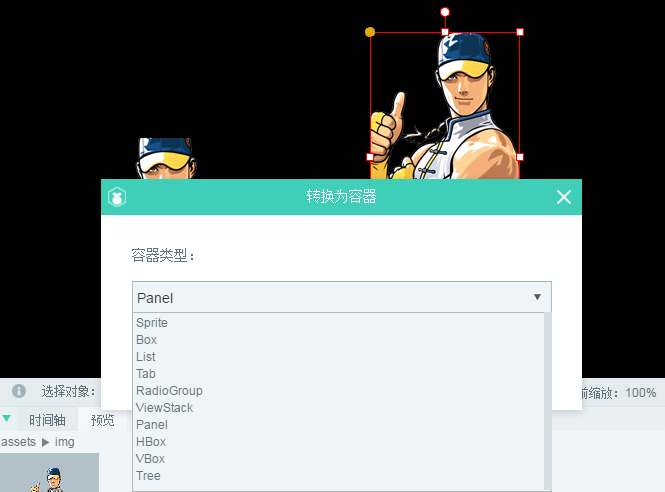 转换为容器
容器类型：
Panel
Sprite
Box
List
Tab
RadioGroup
ViewStack
Panel
HBox
VBox
Tree
选择对象：
前缩放：100%
时间轴
预览
assets
img